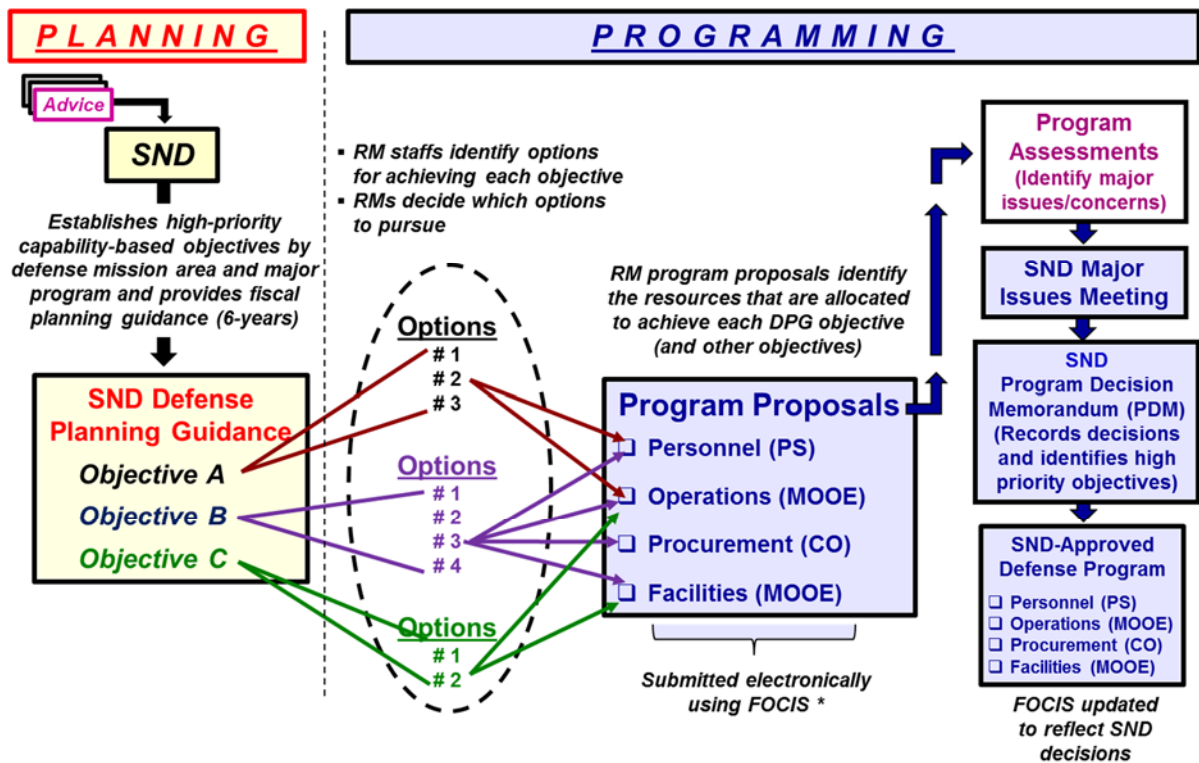 PLANNING
PROGRAMMING
Advice
SND
Establishes high-priority
capability-based objectives by
defense mission area and major
program and provides fiscal
planning guidance (6-years)
SND Defense
Planning Guidance
Objective A
Objective B
Objective C
▪ RM staffs identify options
for achieving each objective
▪ RMs decide which options
to pursue
Options
# 1
# 2
# 3
Options
# 1
# 2
# 3
# 4
Options
# 1
# 2
RM program proposals identify
the resources that are allocated
to achieve each DPG objective
(and other objectives)
Program Proposals
❑ Personnel (PS)
❑ Operations (MOOE)
❑ Procurement (CO)
❑ Facilities (MOOE)
Submitted electronically
using FOCIS *
Program
Assessments
(Identify major
issues/concerns)
SND Major
Issues Meeting
SND
Program Decision
Memorandum (PDM)
(Records decisions
and identifies high
priority objectives)
SND-Approved
Defense Program
❑ Personnel (PS)
❑ Operations (MOOE)
❑ Procurement (CO)
❑ Facilities (MOOE)
FOCIS updated
to reflect SND
decisions